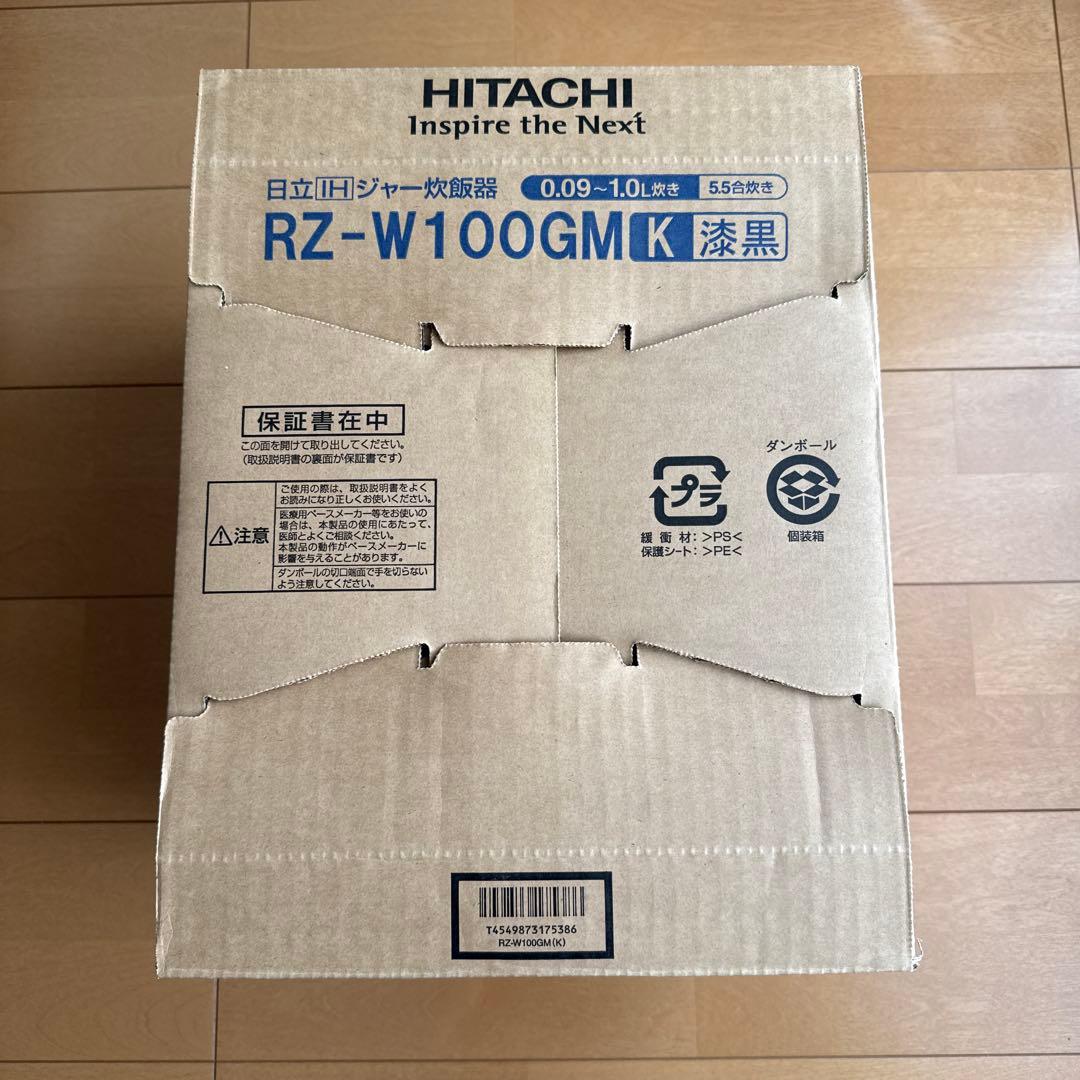 HITACHI
Inspire the Next
日立IHジャー炊飯器 0.09~1.0L炊き 5.5合炊き
RZ-W100GM K 漆黒
保証書在中
この面を開けて取り出してください。
(取扱説明書の裏面が保証書です)
注意
ご使用の際は、取扱説明書をよく
お読みになり正しくお使いください。
医療用ペースメーカー等をお使いの
場合は、本製品の使用にあたって、
医師とよくご相談ください。
本製品の動作がペースメーカーに
影響を与えることがあります。
ダンボールの切口端面で手を切らない
よう注意してください。
プラ
緩衝材:>PS<
保護シート:>PE<
ダンボール
個装箱
T4549873175386
RZ-W100GM(K)